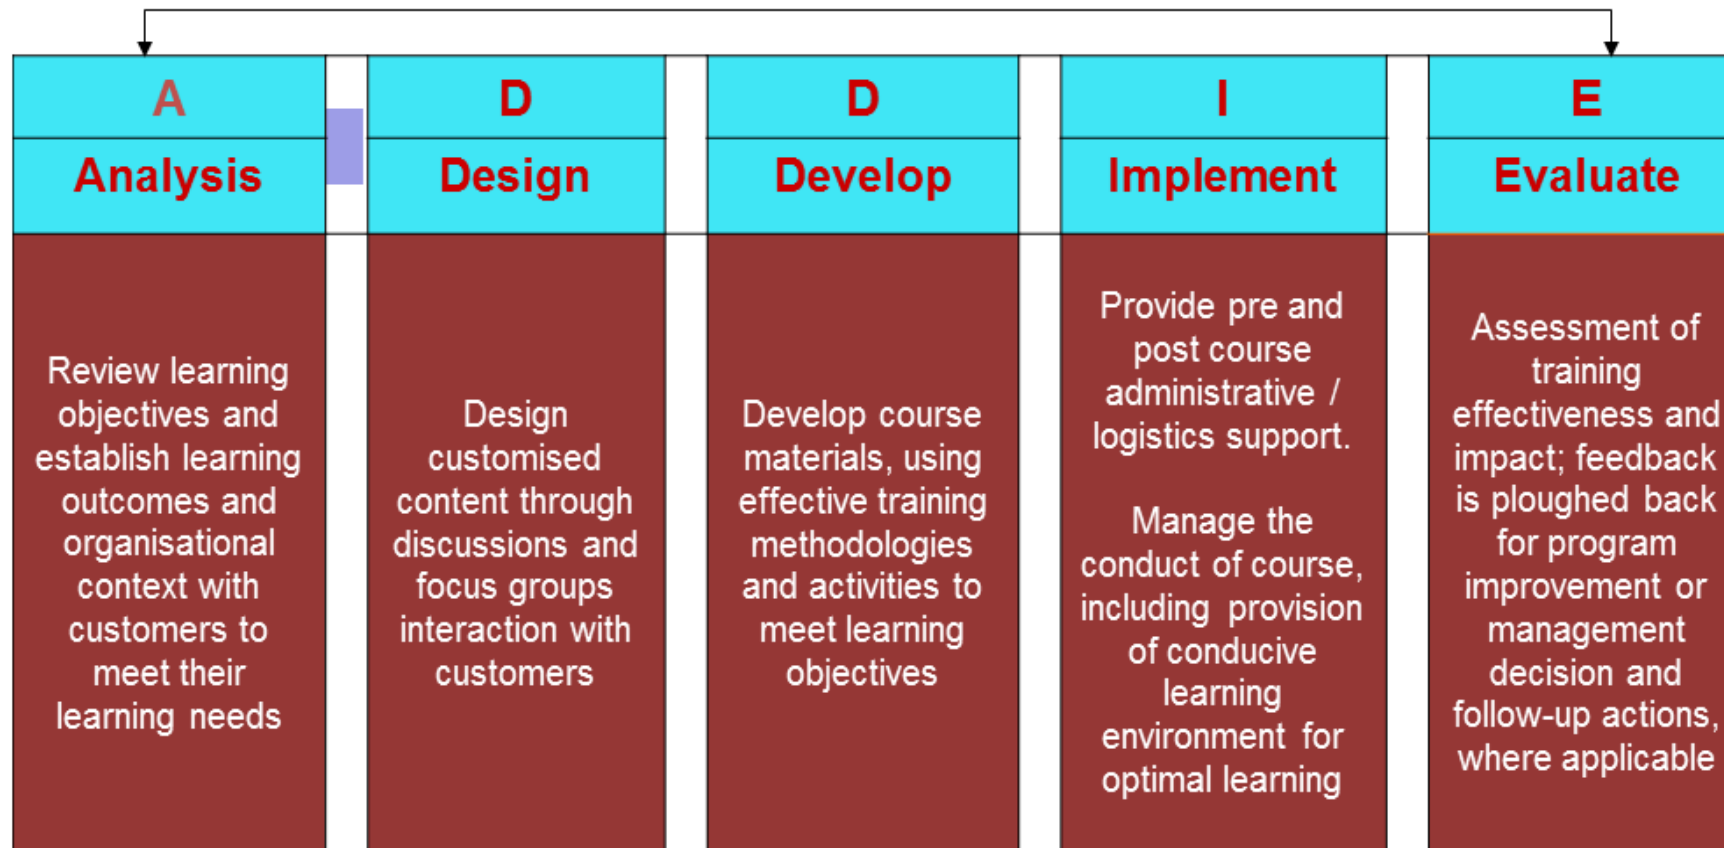 A
Analysis
Review learning
objectives and
establish learning
outcomes and
organisational
context with
customers to
meet their
learning needs
D
Design
Design
customised
content through
discussions and
focus groups
interaction with
customers
D
Develop
Develop course
materials, using
effective training
methodologies
and activities to
meet learning
objectives
I
Implement
Provide pre and
post course
administrative /
logistics support.
Manage the
conduct of course,
including provision
of conducive
learning
environment for
optimal learning
E
Evaluate
Assessment of
training
effectiveness and
impact; feedback
is ploughed back
for program
improvement or
management
decision and
follow-up actions,
where applicable